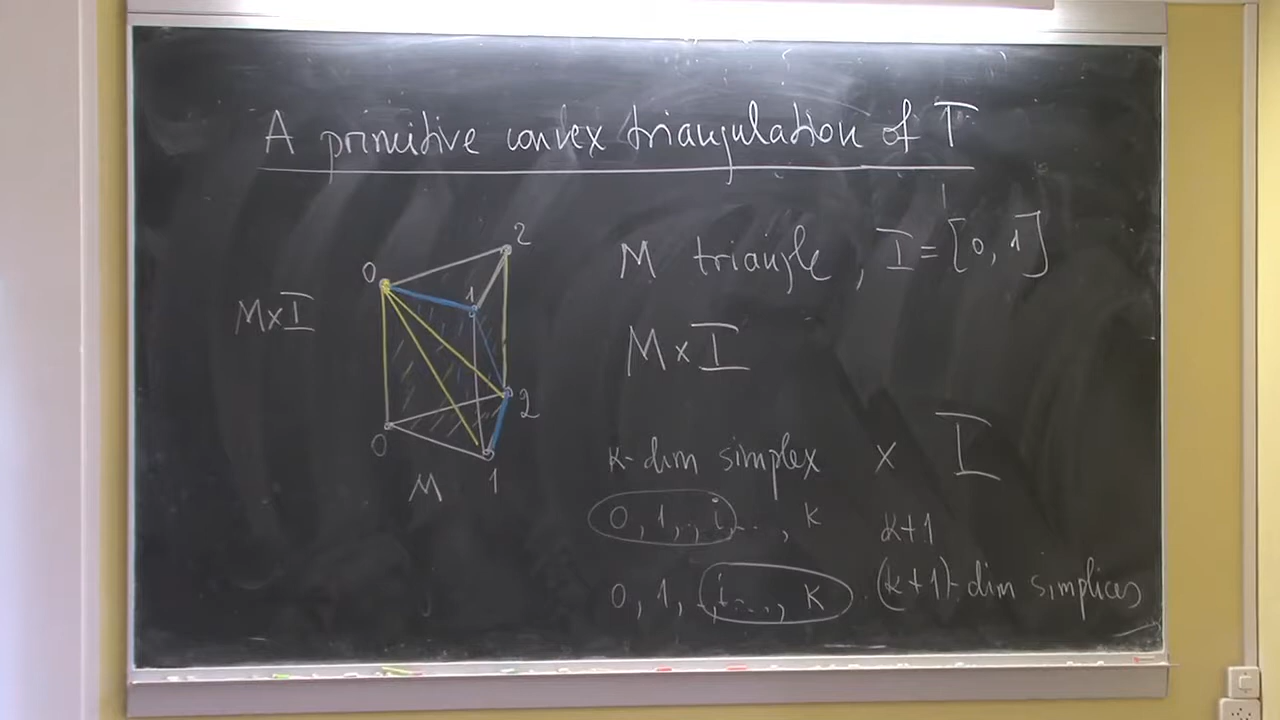 A primitive convex triangulation of T
M triangle, I = [0, 1]
M×I
0
1
2
0
1
2
M
M×I
k-dim simplex × I
0, 1, .., i, ..., k
k+1
0, 1, .., i, ..., k
(k+1)-dim simplices